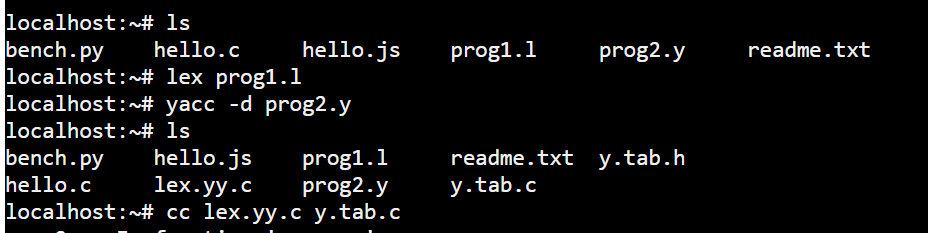 localhost:~# ls
bench.py hello.c hello.js prog1.l prog2.y readme.txt
localhost:~# lex prog1.l
localhost:~# yacc -d prog2.y
localhost:~# ls
bench.py hello.js prog1.l readme.txt y.tab.h
hello.c lex.yy.c prog2.y y.tab.c
localhost:~# cc lex.yy.c y.tab.c